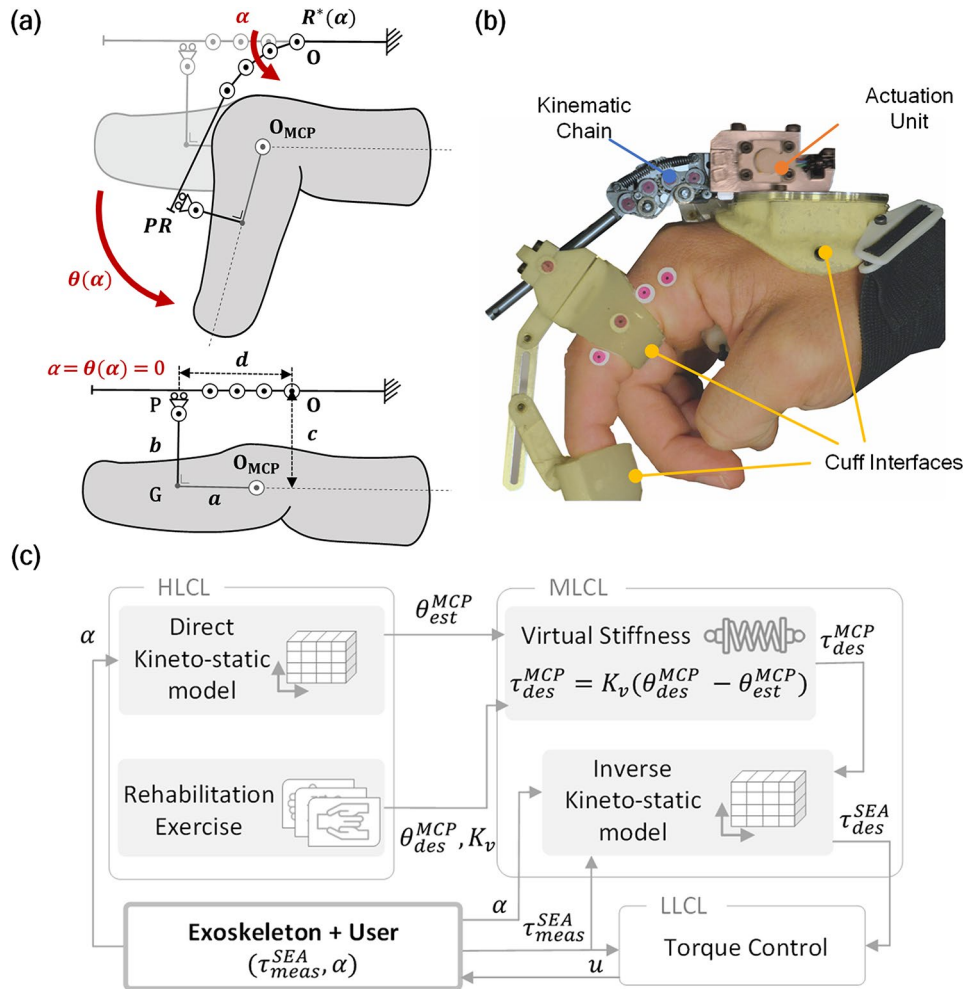 (a)
α
R*(α)
O
O_MCP
PR
θ(α)
α = θ(α) = 0
d
P
O
b
c
O_MCP
G
a
(b)
Kinematic
Chain
Actuation
Unit
Cuff Interfaces
(c)
HLCL
α
Direct
Kineto-static
model
θ_est^MCP
Rehabilitation
Exercise
θ_des^MCP, K_v
MLCL
Virtual Stiffness
τ_des^MCP = K_v(θ_des^MCP − θ_est^MCP)
τ_des^MCP
Inverse
Kineto-static
model
τ_des^SEA
Exoskeleton + User
(τ_meas^SEA, α)
α
τ_meas^SEA
u
LLCL
Torque Control